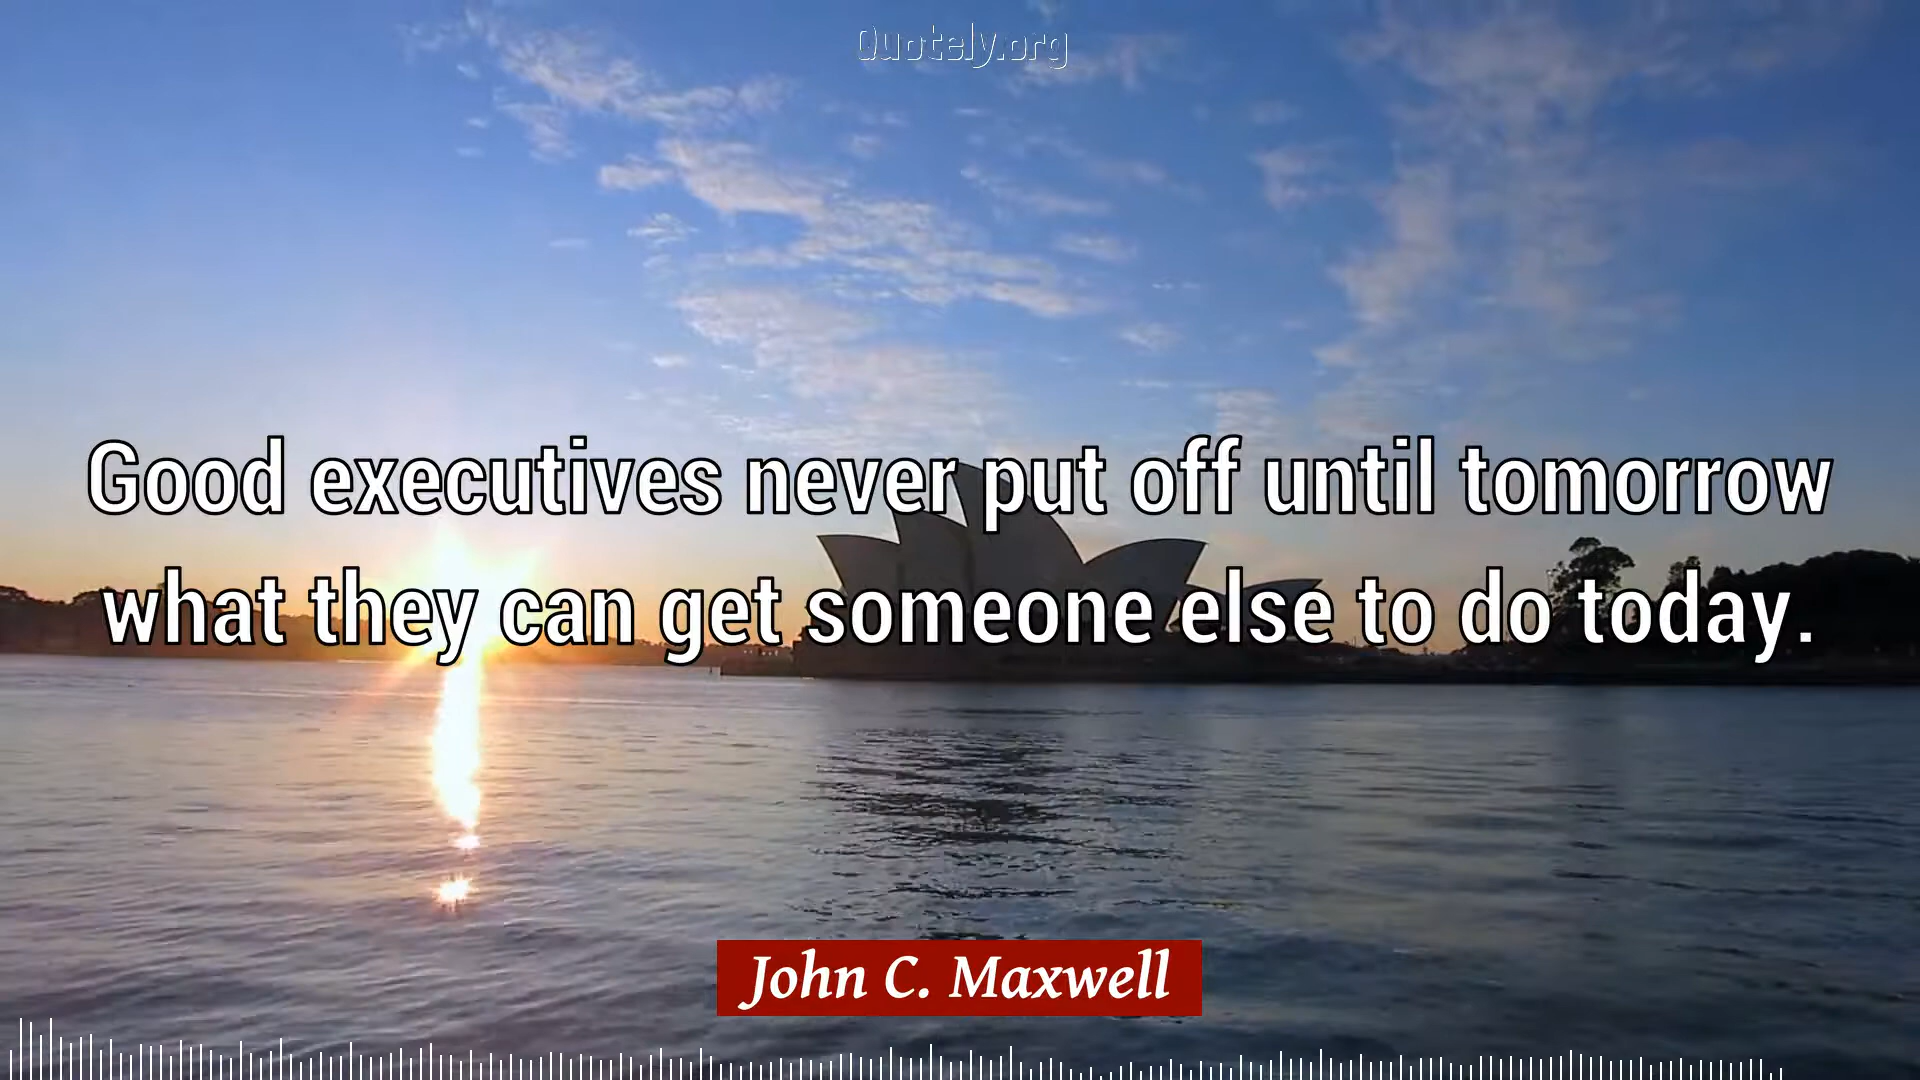 Quotely.org
Good executives never put off until tomorrow
what they can get someone else to do today.
John C. Maxwell